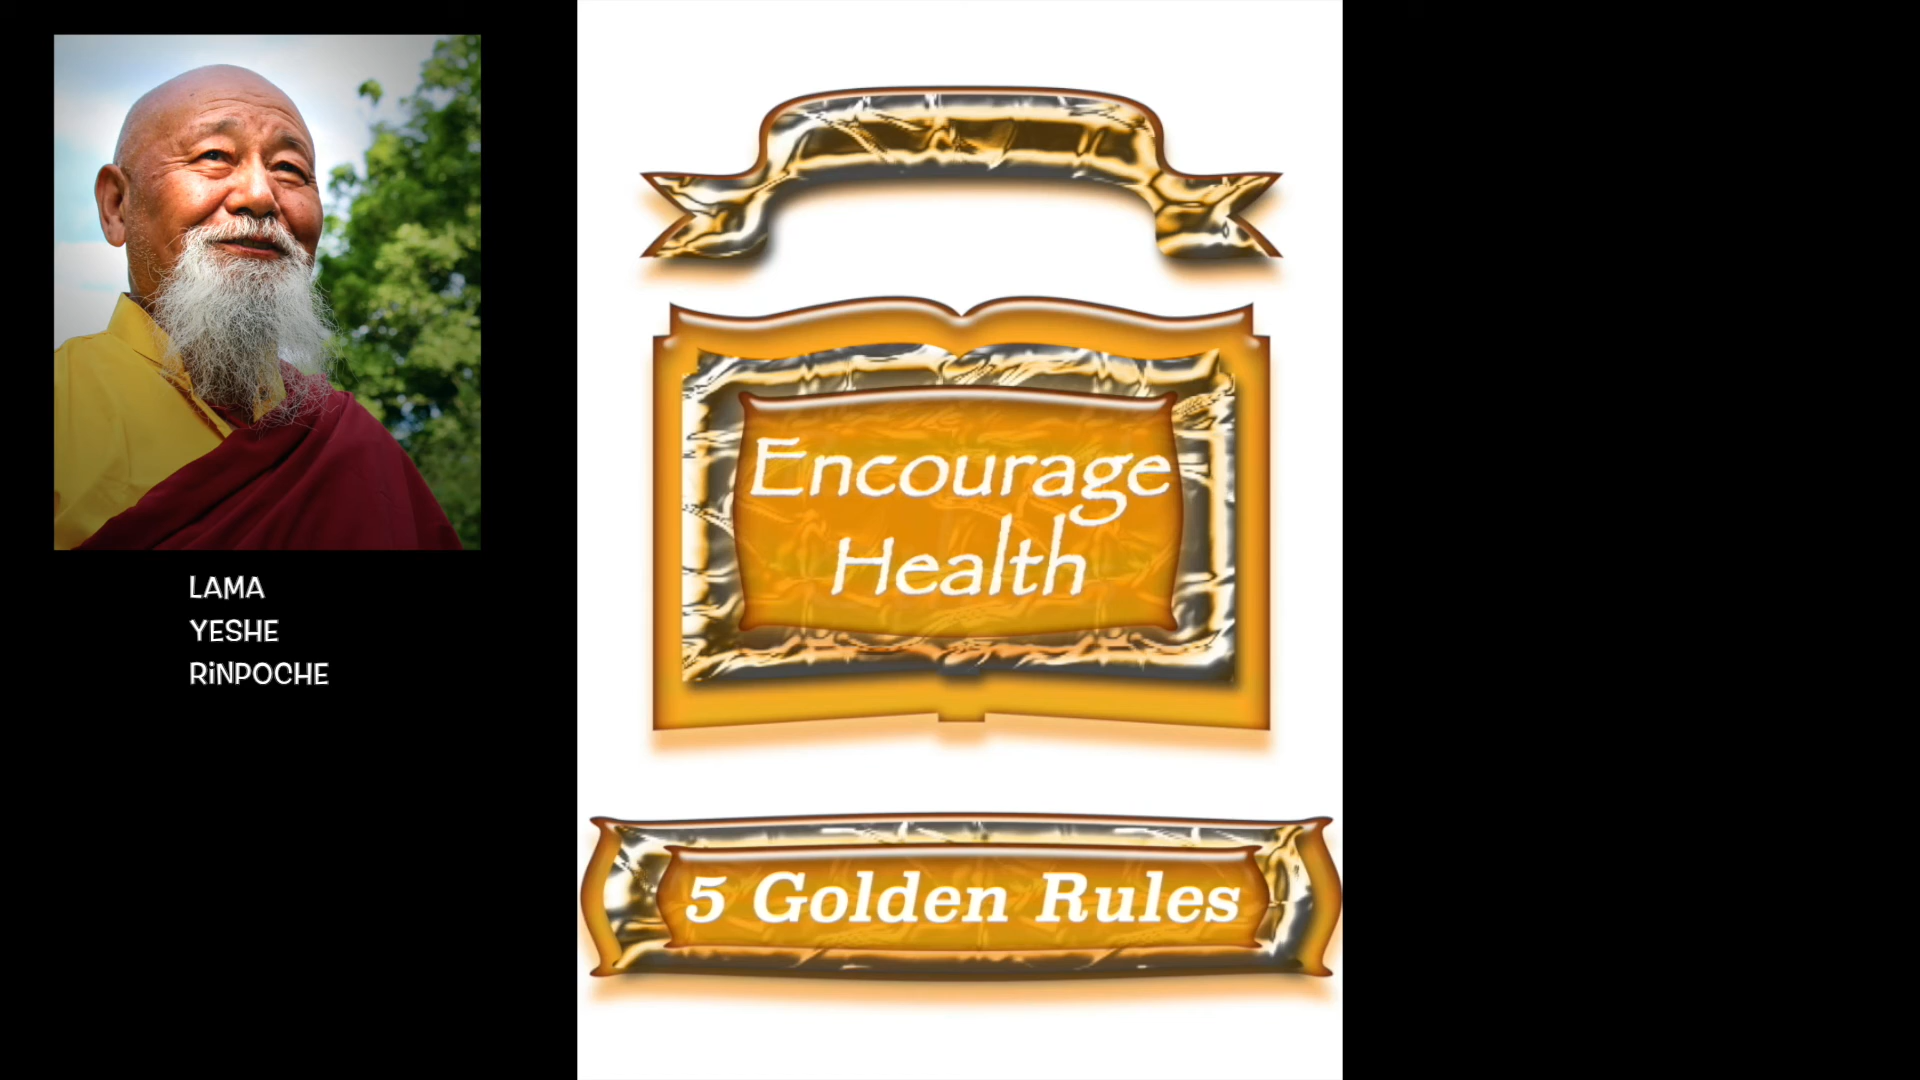 LAMA
YESHE
RiNPOCHE
Encourage
Health
5 Golden Rules